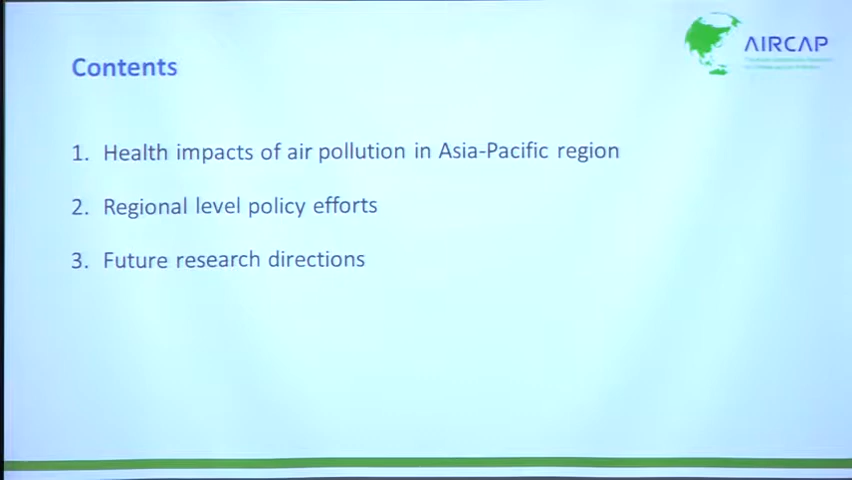 AIRCAP
Contents
1. Health impacts of air pollution in Asia-Pacific region
2. Regional level policy efforts
3. Future research directions